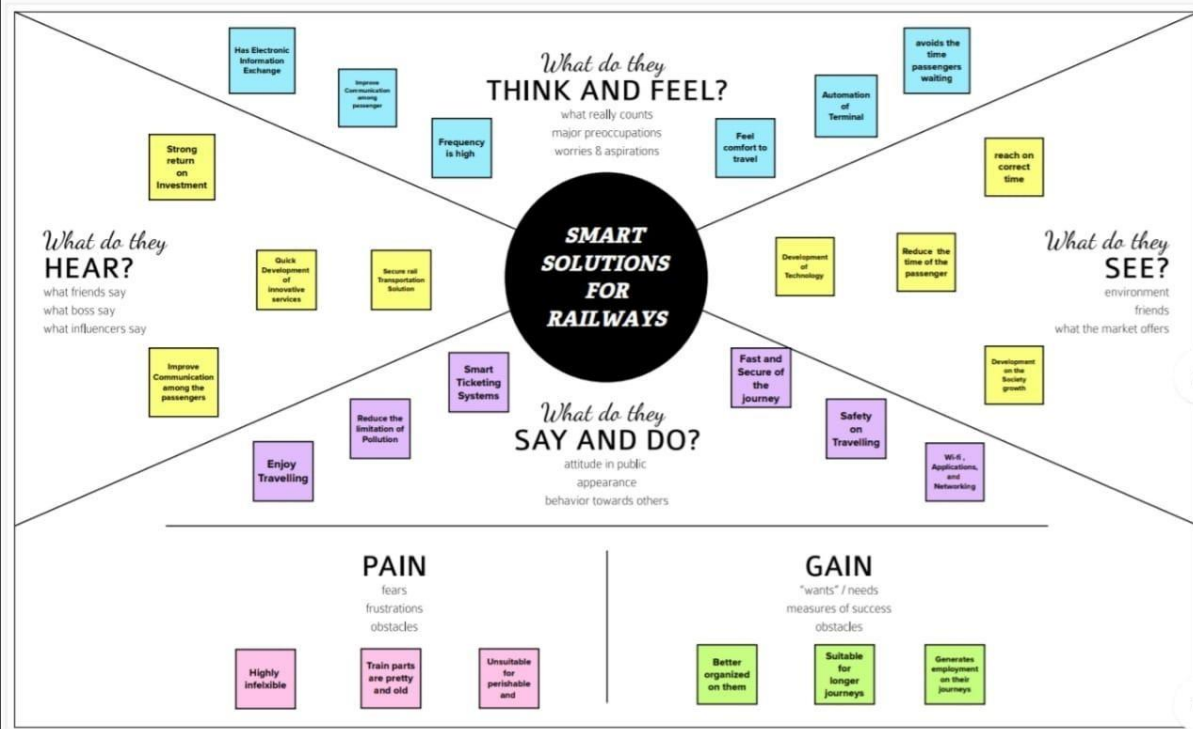 What do they
THINK AND FEEL?
what really counts
major preoccupations
worries & aspirations
Has Electronic
Information
Exchange
Improve
Communication
among
passenger
Frequency
is high
Feel
comfort to
travel
Automation
of
Terminal
avoids the
time
passengers
waiting
What do they
HEAR?
what friends say
what boss say
what influencers say
Strong
return
on
Investment
Quick
Development
of
innovative
services
Secure rail
Transportation
Solution
Improve
Communication
among the
passengers
SMART
SOLUTIONS
FOR
RAILWAYS
What do they
SEE?
environment
friends
what the market offers
reach on
correct
time
Development
of
Technology
Reduce the
time of the
passenger
Development
on the
Society
growth
What do they
SAY AND DO?
attitude in public
appearance
behavior towards others
Smart
Ticketing
Systems
Reduce the
limitation of
Pollution
Enjoy
Travelling
Fast and
Secure of
the
journey
Safety
on
Travelling
Wi-fi ,
Applications,
and
Networking
PAIN
fears
frustrations
obstacles
Highly
infelxible
Train parts
are pretty
and old
Unsuitable
for
perishable
and
GAIN
"wants" / needs
measures of success
obstacles
Better
organized
on them
Suitable
for
longer
journeys
Generates
employment
on their
journeys